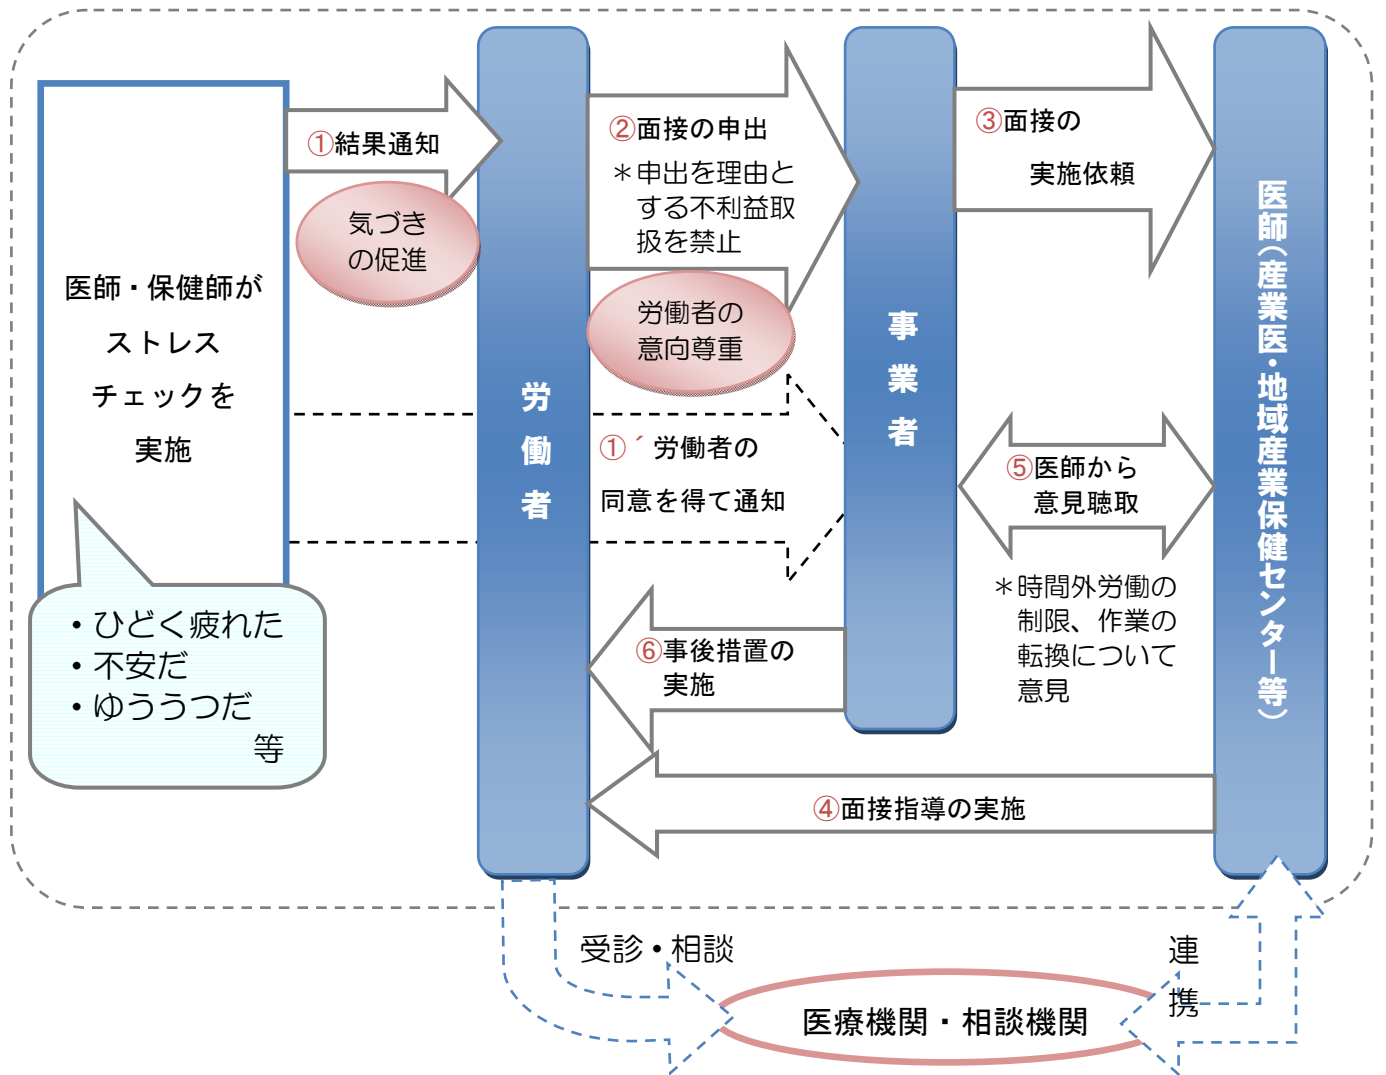 医師・保健師が
ストレス
チェックを
実施
・ひどく疲れた
・不安だ
・ゆううつだ
等
①結果通知
気づき
の促進
労働者
②面接の申出
＊申出を理由と
する不利益取
扱を禁止
労働者の
意向尊重
①´労働者の
同意を得て通知
事業者
③面接の
実施依頼
⑤医師から
意見聴取
＊時間外労働の
制限、作業の
転換について
意見
⑥事後措置の
実施
④面接指導の実施
医師（産業医・地域産業保健センター等）
受診・相談
連携
医療機関・相談機関